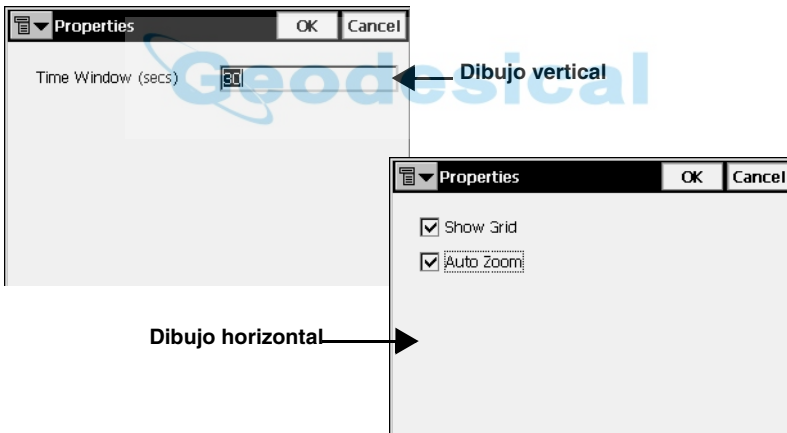 Properties OK Cancel
Time Window (secs) 30
Dibujo vertical
Geodesical
Properties OK Cancel
Show Grid
Auto Zoom
Dibujo horizontal